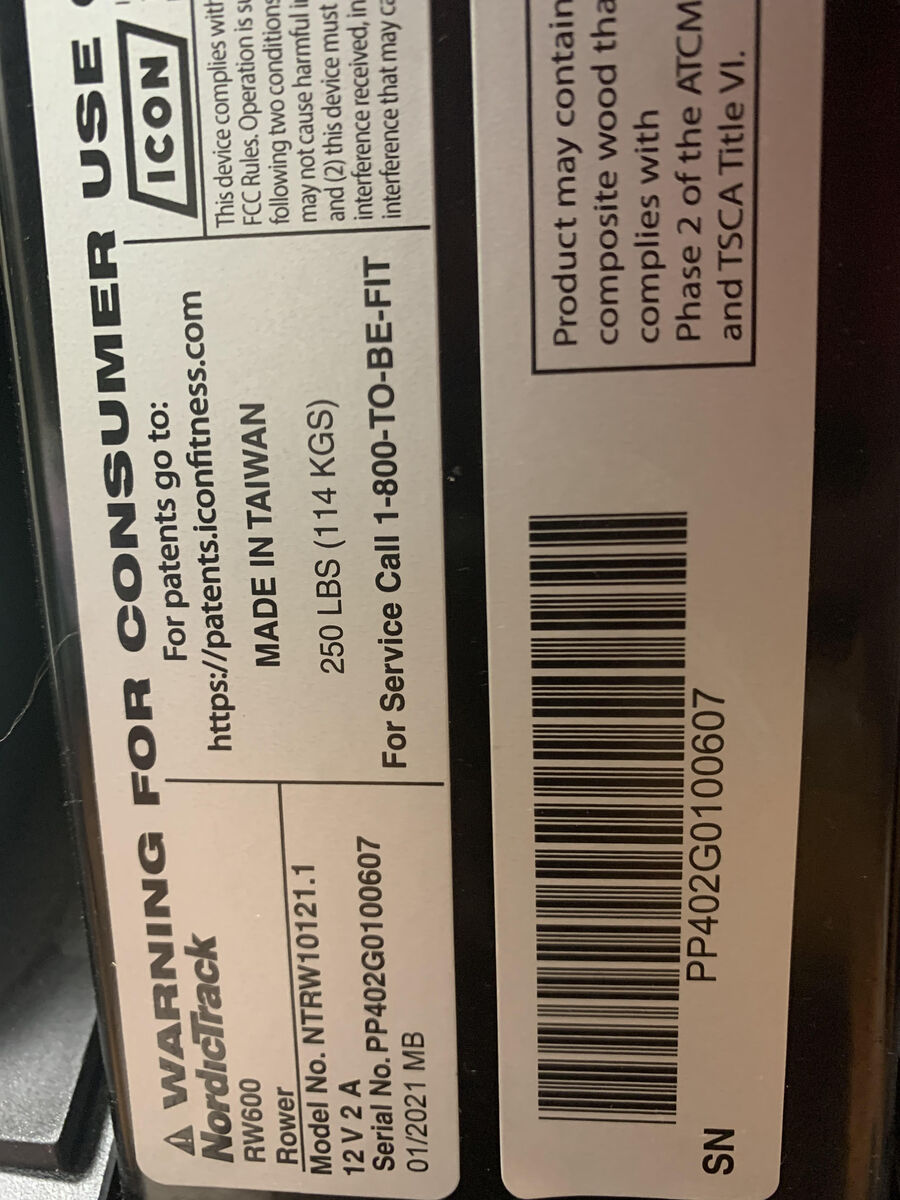 WARNING FOR CONSUMER USE
NordicTrack
RW600
Rower
Model No. NTRW10121.1
12 V 2 A
Serial No. PP402G0100607
01/2021 MB
For patents go to:
https://patents.iconfitness.com
MADE IN TAIWAN
250 LBS (114 KGS)
For Service Call 1-800-TO-BE-FIT
ICON
This device complies with
FCC Rules. Operation is
following two conditions
may not cause harmful
and (2) this device must
interference received,
interference that may
Product may contain
composite wood
complies with
Phase 2 of the ATCM
and TSCA Title VI.
PP402G0100607
SN